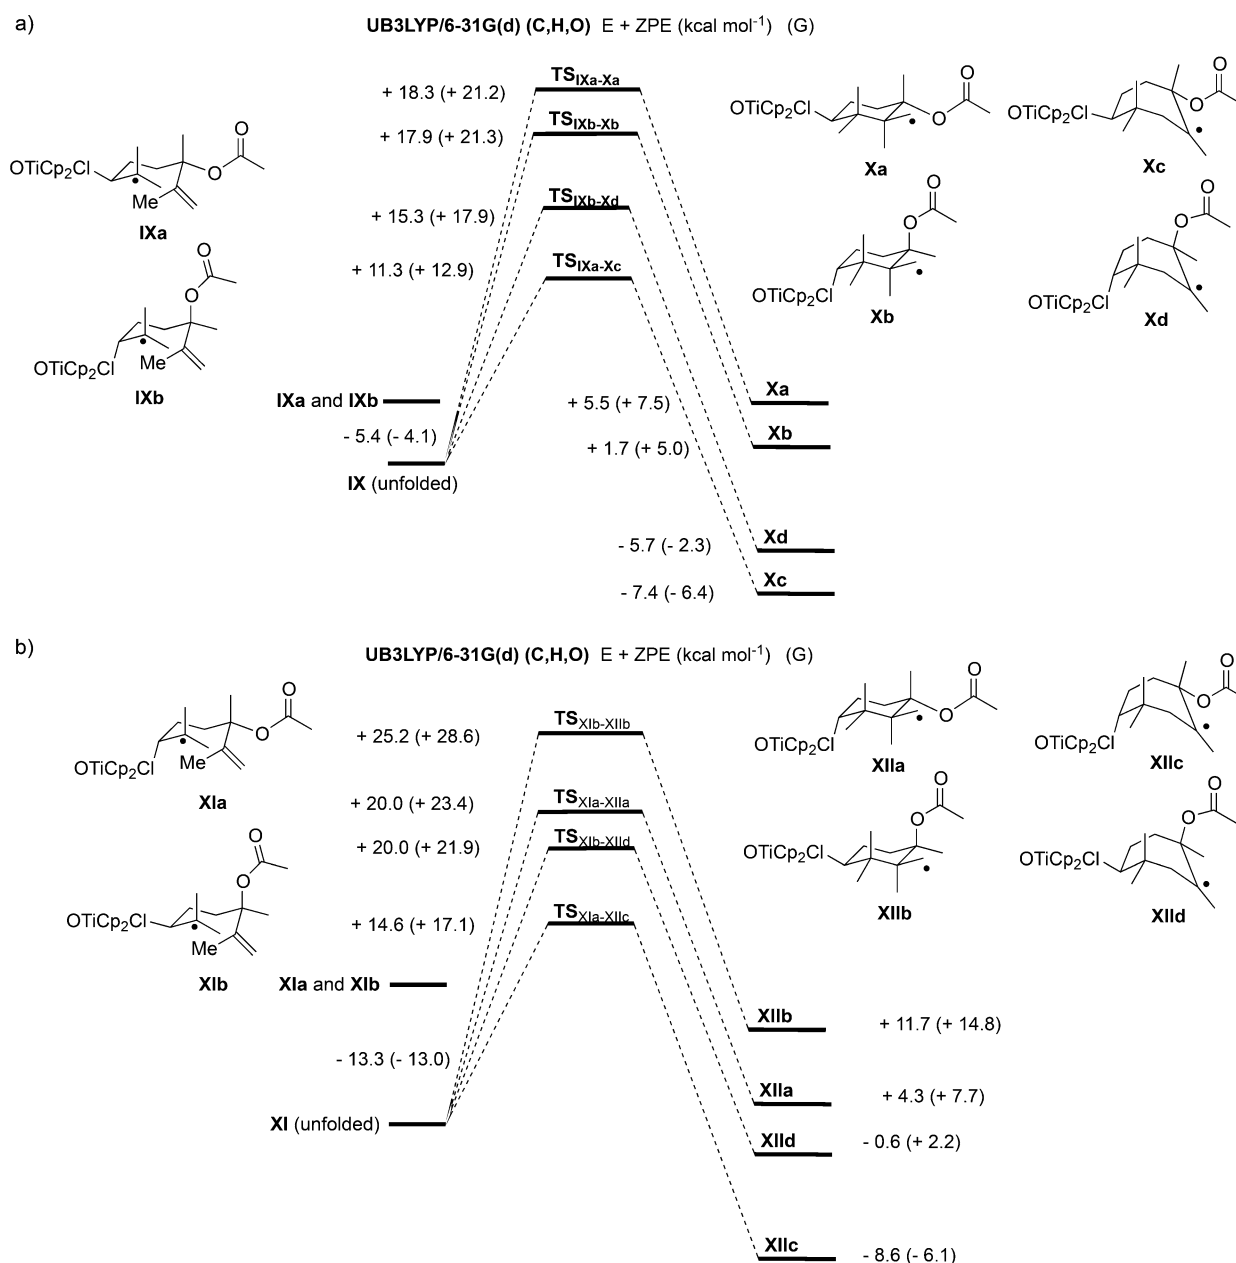 a)
UB3LYP/6-31G(d) (C,H,O) E + ZPE (kcal mol-1) (G)
+ 18.3 (+ 21.2)
TSIXa-Xa
+ 17.9 (+ 21.3)
TSIXb-Xb
+ 15.3 (+ 17.9)
TSIXb-Xd
+ 11.3 (+ 12.9)
TSIXa-Xc
OTiCp2Cl
O
O
Me
IXa
O
O
OTiCp2Cl
Me
IXb
OTiCp2Cl
O
O
Xa
OTiCp2Cl
O
O
Xc
O
O
OTiCp2Cl
Xb
O
O
OTiCp2Cl
Xd
IXa and IXb
- 5.4 (- 4.1)
IX (unfolded)
Xa
+ 5.5 (+ 7.5)
Xb
+ 1.7 (+ 5.0)
Xd
- 5.7 (- 2.3)
Xc
- 7.4 (- 6.4)
b)
UB3LYP/6-31G(d) (C,H,O) E + ZPE (kcal mol-1) (G)
+ 25.2 (+ 28.6)
TSXIb-XIIb
+ 20.0 (+ 23.4)
TSXIa-XIIa
+ 20.0 (+ 21.9)
TSXIb-XIId
+ 14.6 (+ 17.1)
TSXIa-XIIc
O
O
OTiCp2Cl
Me
XIa
O
O
OTiCp2Cl
Me
XIb
O
O
OTiCp2Cl
XIIa
O
O
OTiCp2Cl
XIIc
O
O
OTiCp2Cl
XIIb
O
O
OTiCp2Cl
XIId
XIa and XIb
- 13.3 (- 13.0)
XI (unfolded)
XIIb
+ 11.7 (+ 14.8)
XIIa
+ 4.3 (+ 7.7)
XIId
- 0.6 (+ 2.2)
XIIc
- 8.6 (- 6.1)